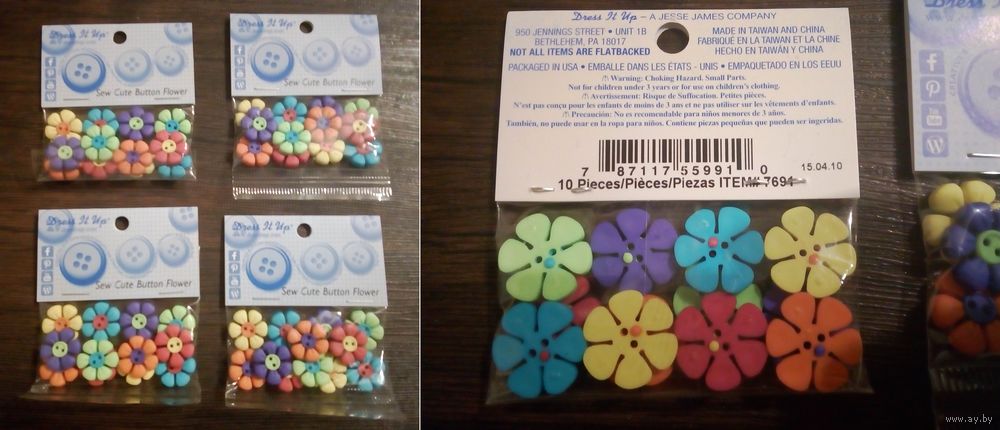 Dress It Up
Sew Cute Button Flower
Dress It Up
Sew Cute Button Flower
Dress It Up
Sew Cute Button Flower
Dress It Up
Sew Cute Button Flower
Dress It Up – A JESSE JAMES COMPANY
950 JENNINGS STREET • UNIT 1B
BETHLEHEM, PA 18017
NOT ALL ITEMS ARE FLATBACKED
MADE IN TAIWAN AND CHINA
FABRIQUÉ EN LA TAIWAN ET LA CHINE
HECHO EN TAIWÁN Y CHINA
PACKAGED IN USA • EMBALLE DANS LES ÉTATS - UNIS • EMPAQUETADO EN LOS EEUU
⚠ Warning: Choking Hazard. Small Parts.
Not for children under 3 years or for use on children's clothing.
⚠ Avertissement: Risque de Suffocation. Petites pièces.
N'est pas conçu pour les enfants de moins de 3 ans et ne pas utiliser sur les vêtements d'enfants.
⚠ Precaución: No es recomendable para niños menores de 3 años.
También, no puede usar en la ropa para niños. Contiene piezas pequeñas que pueden ser ingeridas.
7 87117 55991 0
15.04.10
10 Pieces/Pièces/Piezas ITEM# 7694
Dress It Up
www.ay.by